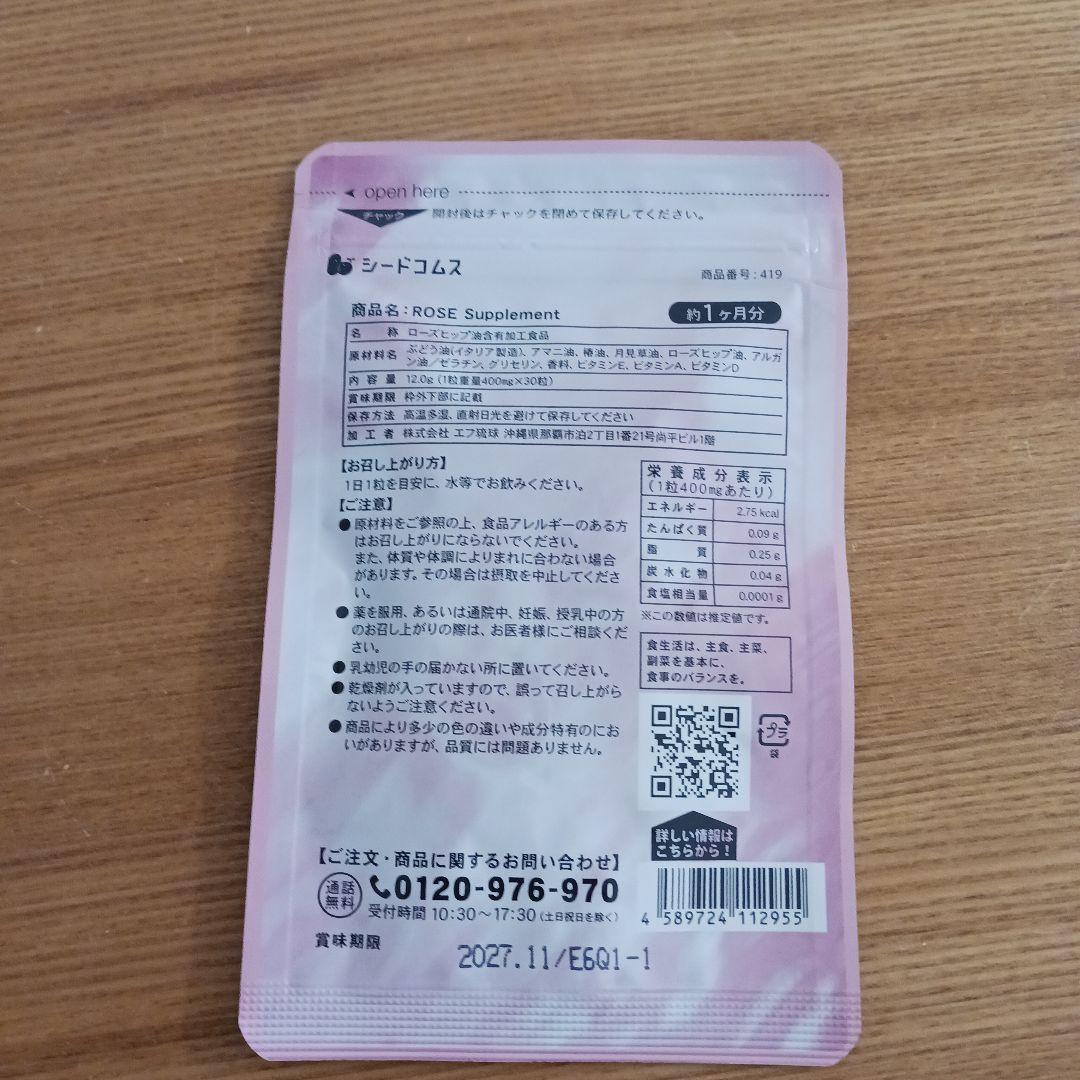 open here
チャック 開封後はチャックを閉めて保存してください。
シードコムス
商品番号：419
商品名：ROSE Supplement
約1ヶ月分
名称 ローズヒップ油含有加工食品
原材料名 ぶどう油(イタリア製造)、アマニ油、椿油、月見草油、ローズヒップ油、アルガ
ン油／ゼラチン、グリセリン、香料、ビタミンE、ビタミンA、ビタミンD
内容量 12.0g (1粒重量400mg×30粒)
賞味期限 枠外下部に記載
保存方法 高温多湿、直射日光を避けて保存してください
加工者 株式会社 エフ琉球 沖縄県那覇市泊2丁目1番21号尚平ビル1階
【お召し上がり方】
1日1粒を目安に、水等でお飲みください。
【ご注意】
●原材料をご参照の上、食品アレルギーのある方
はお召し上がりにならないでください。
また、体質や体調によりまれに合わない場合
があります。その場合は摂取を中止してくださ
い。
●薬を服用、あるいは通院中、妊娠、授乳中の方
のお召し上がりの際は、お医者様にご相談くだ
さい。
●乳幼児の手の届かない所に置いてください。
●乾燥剤が入っていますので、誤って召し上がら
ないようご注意ください。
●商品により多少の色の違いや成分特有のにお
いがありますが、品質には問題ありません。
栄養成分表示
(1粒400mgあたり)
エネルギー 2.75 kcal
たんぱく質 0.09 g
脂質 0.25 g
炭水化物 0.04 g
食塩相当量 0.0001 g
※この数値は推定値です。
食生活は、主食、主菜、
副菜を基本に、
食事のバランスを。
プラ
袋
詳しい情報は
こちらから！
【ご注文・商品に関するお問い合わせ】
通話
無料
0120-976-970
受付時間 10:30～17:30 (土日祝日を除く)
4 589724 112955
賞味期限
2027.11/E6Q1-1